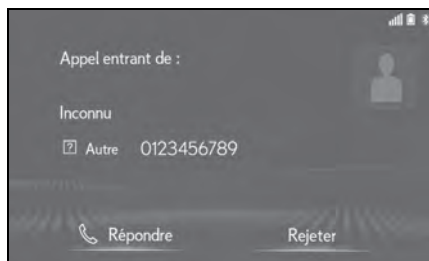 Appel entrant de :
Inconnu
? Autre 0123456789
Répondre Rejeter